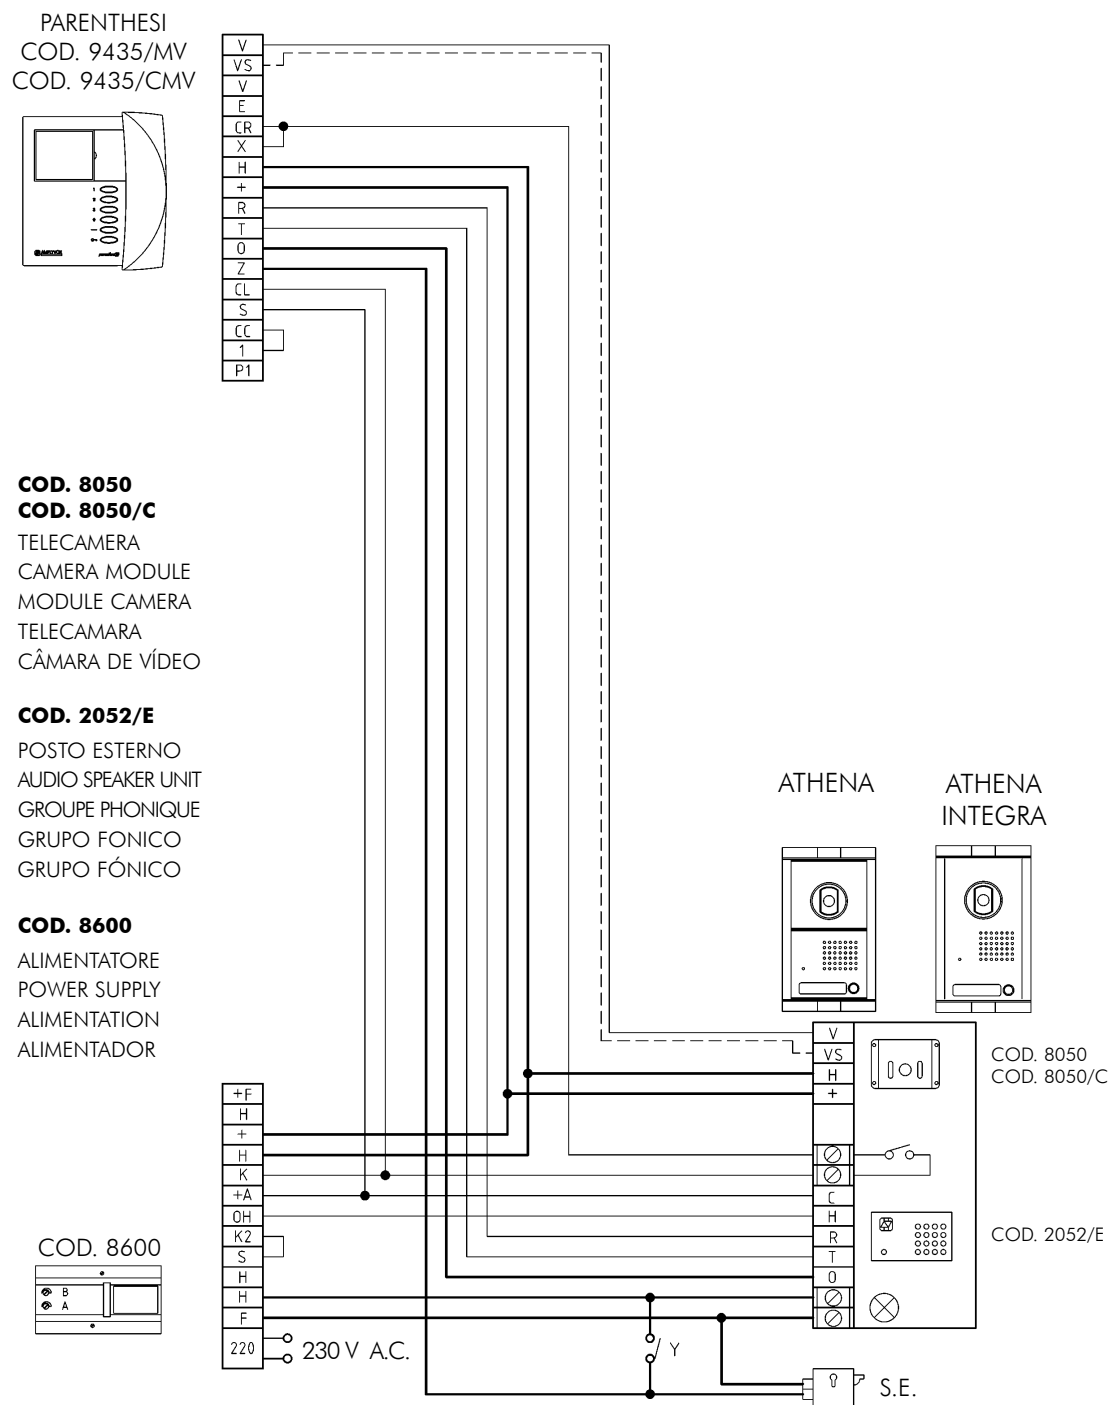 PARENTHESI
COD. 9435/MV
COD. 9435/CMV
V
VS
V
E
CR
X
H
+
R
T
0
Z
CL
S
CC
1
P1
COD. 8050
COD. 8050/C
TELECAMERA
CAMERA MODULE
MODULE CAMERA
TELECAMARA
CÂMARA DE VÍDEO
COD. 2052/E
POSTO ESTERNO
AUDIO SPEAKER UNIT
GROUPE PHONIQUE
GRUPO FONICO
GRUPO FÓNICO
COD. 8600
ALIMENTATORE
POWER SUPPLY
ALIMENTATION
ALIMENTADOR
ATHENA
ATHENA
INTEGRA
V
VS
H
+
C
H
R
T
0
COD. 8050
COD. 8050/C
COD. 2052/E
+F
H
+
H
K
+A
0H
K2
S
H
H
F
220
230 V A.C.
COD. 8600
B
A
Y
S.E.